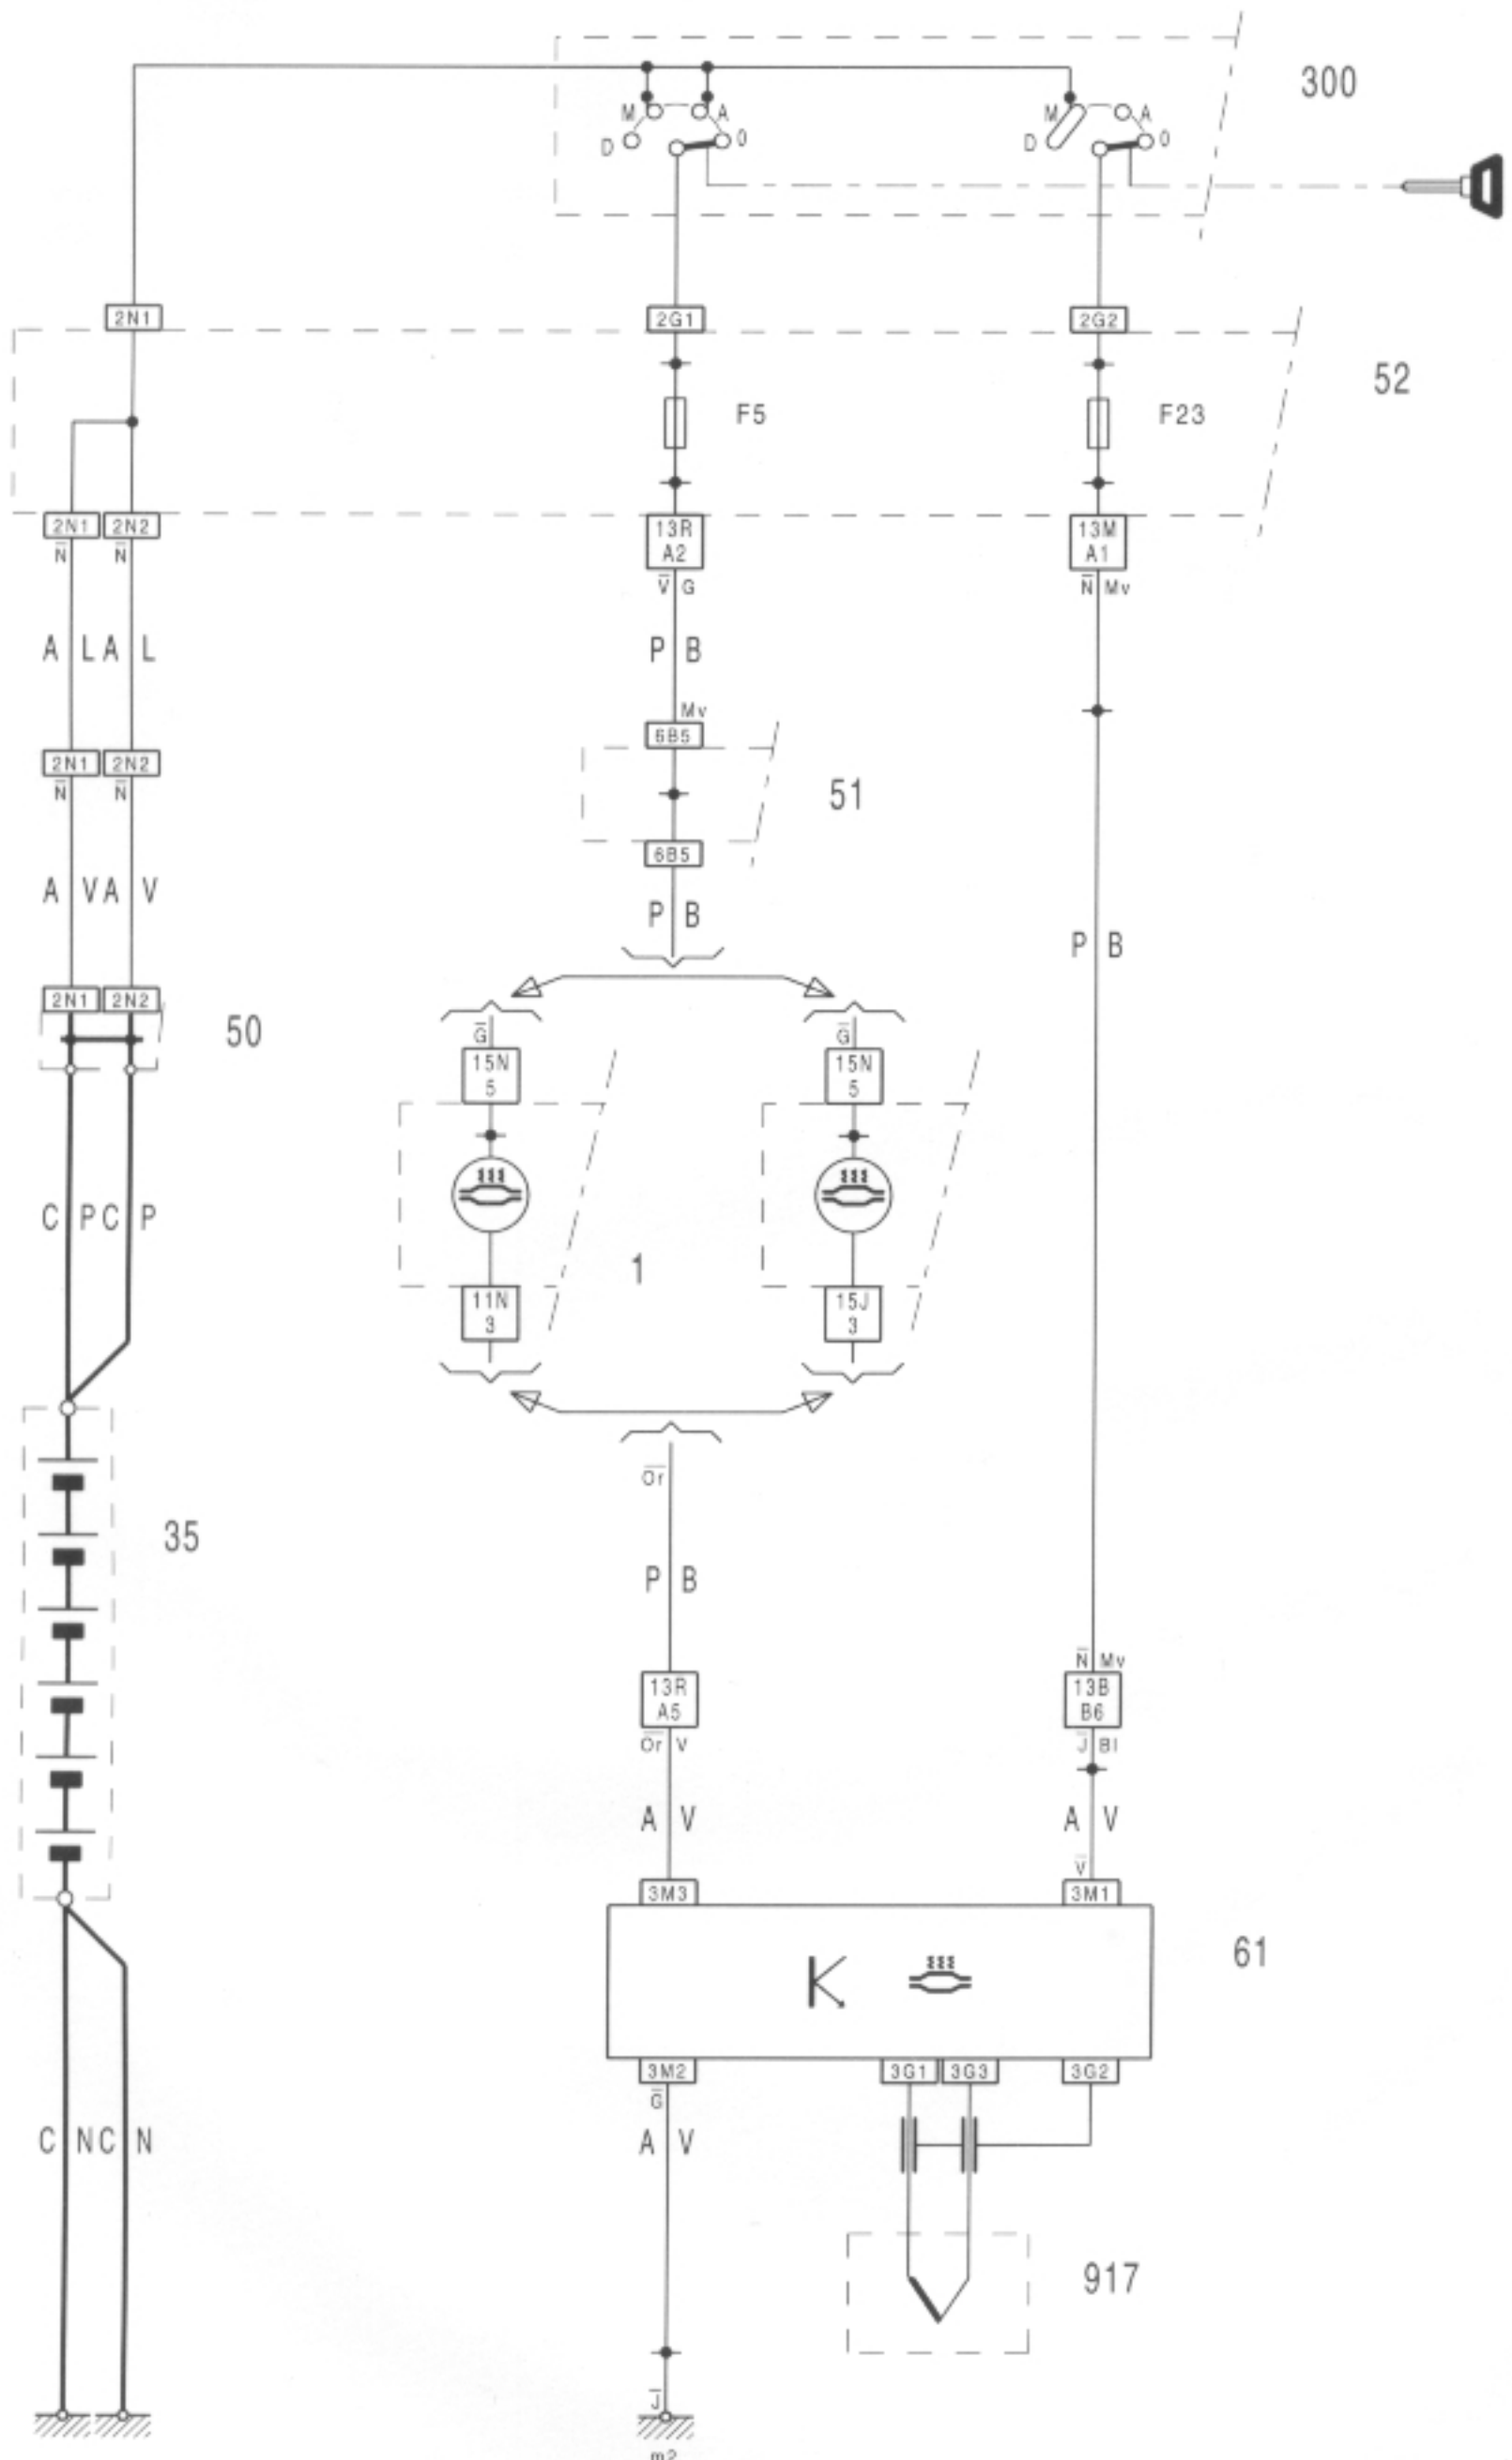 300
M A
D O
M A
D O
2N1
2G1
2G2
52
F5
F23
2N1 2N2
N N
13R
A2
13M
A1
V G
N Mv
A L A L
P B
Mv
6B5
2N1 2N2
N N
51
6B5
A V A V
P B
P B
2N1 2N2
50
G
G
15N
5
15N
5
C P C P
1
11N
3
15J
3
Or
35
P B
N Mv
13R
A5
13B
B6
Or V
J Bl
A V
A V
V
3M3
3M1
61
K
3M2
3G1 3G3
3G2
G
C N C N
A V
917
J
m2